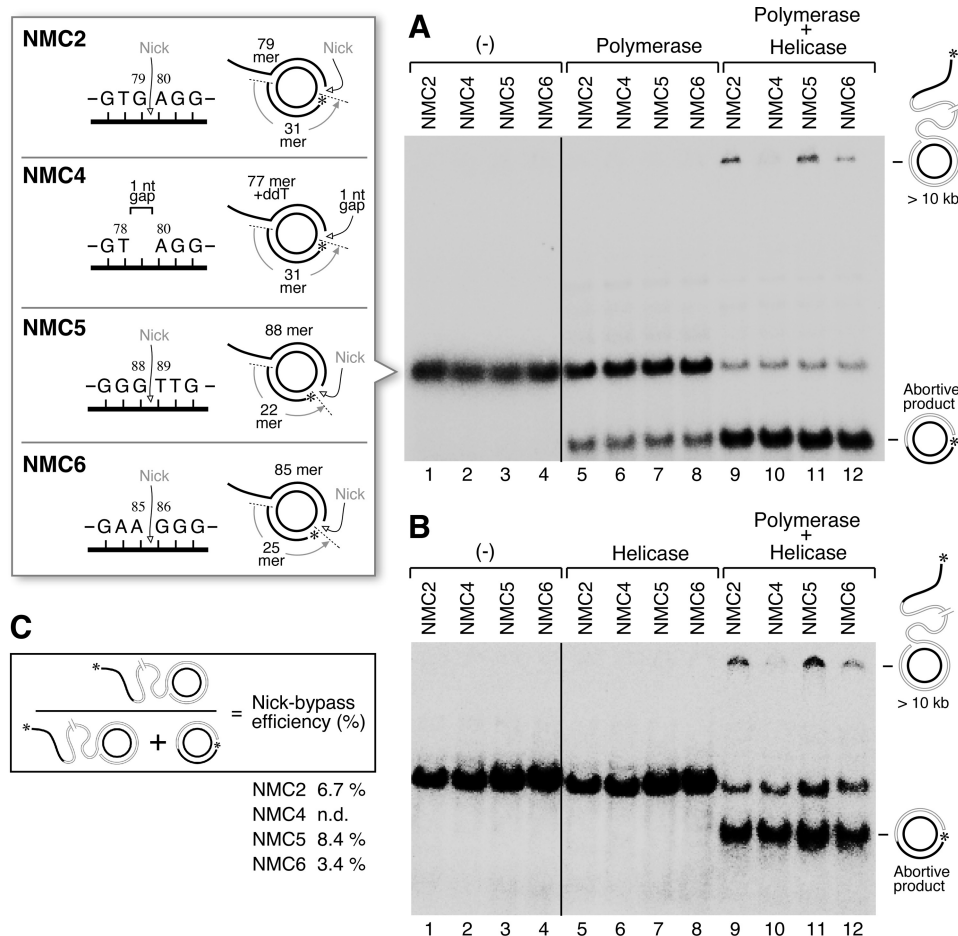 NMC2
Nick
79 80
–GTGAGG–
79
mer
Nick
*
31
mer
NMC4
1 nt
gap
78 80
–GT AGG–
77 mer
+ddT
1 nt
gap
*
31
mer
NMC5
Nick
88 89
–GGGTTG–
88 mer
Nick
*
22
mer
NMC6
Nick
85 86
–GAAGGG–
85 mer
Nick
*
25
mer
A
(-)
Polymerase
Polymerase
+
Helicase
NMC2 NMC4 NMC5 NMC6 NMC2 NMC4 NMC5 NMC6 NMC2 NMC4 NMC5 NMC6
*
> 10 kb
Abortive
product
*
1 2 3 4 5 6 7 8 9 10 11 12
B
(-)
Helicase
Polymerase
+
Helicase
NMC2 NMC4 NMC5 NMC6 NMC2 NMC4 NMC5 NMC6 NMC2 NMC4 NMC5 NMC6
*
> 10 kb
*
Abortive
product
1 2 3 4 5 6 7 8 9 10 11 12
C
*
* + *
= Nick-bypass
efficiency (%)
NMC2 6.7 %
NMC4 n.d.
NMC5 8.4 %
NMC6 3.4 %